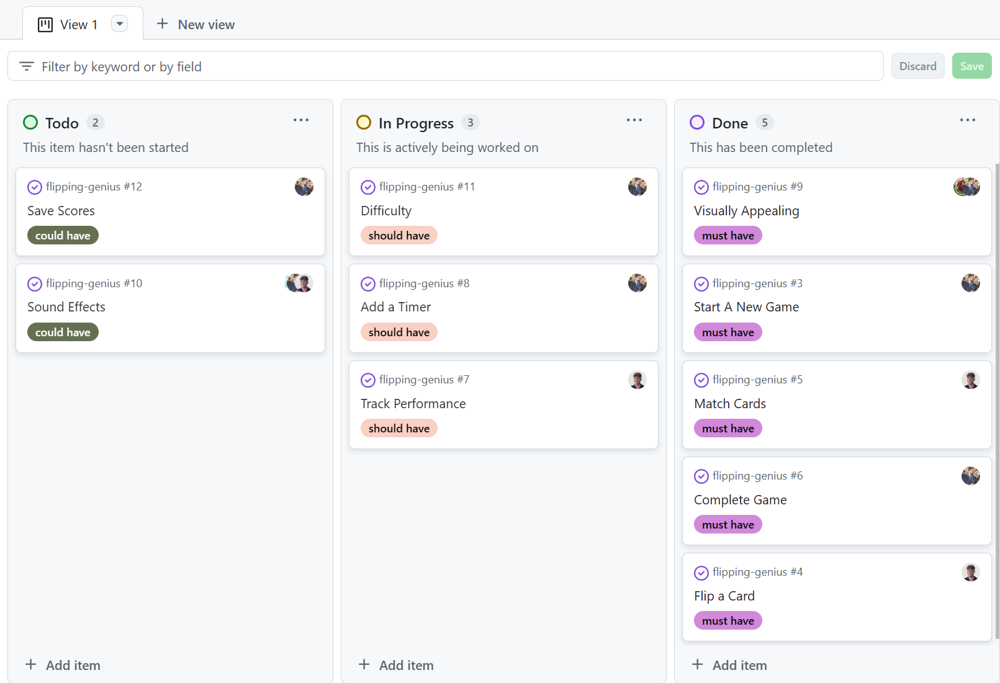 View 1
New view
Filter by keyword or by field
Discard
Save
Todo 2
This item hasn't been started
flipping-genius #12
Save Scores
could have
flipping-genius #10
Sound Effects
could have
Add item
In Progress 3
This is actively being worked on
flipping-genius #11
Difficulty
should have
flipping-genius #8
Add a Timer
should have
flipping-genius #7
Track Performance
should have
Add item
Done 5
This has been completed
flipping-genius #9
Visually Appealing
must have
flipping-genius #3
Start A New Game
must have
flipping-genius #5
Match Cards
must have
flipping-genius #6
Complete Game
must have
flipping-genius #4
Flip a Card
must have
Add item